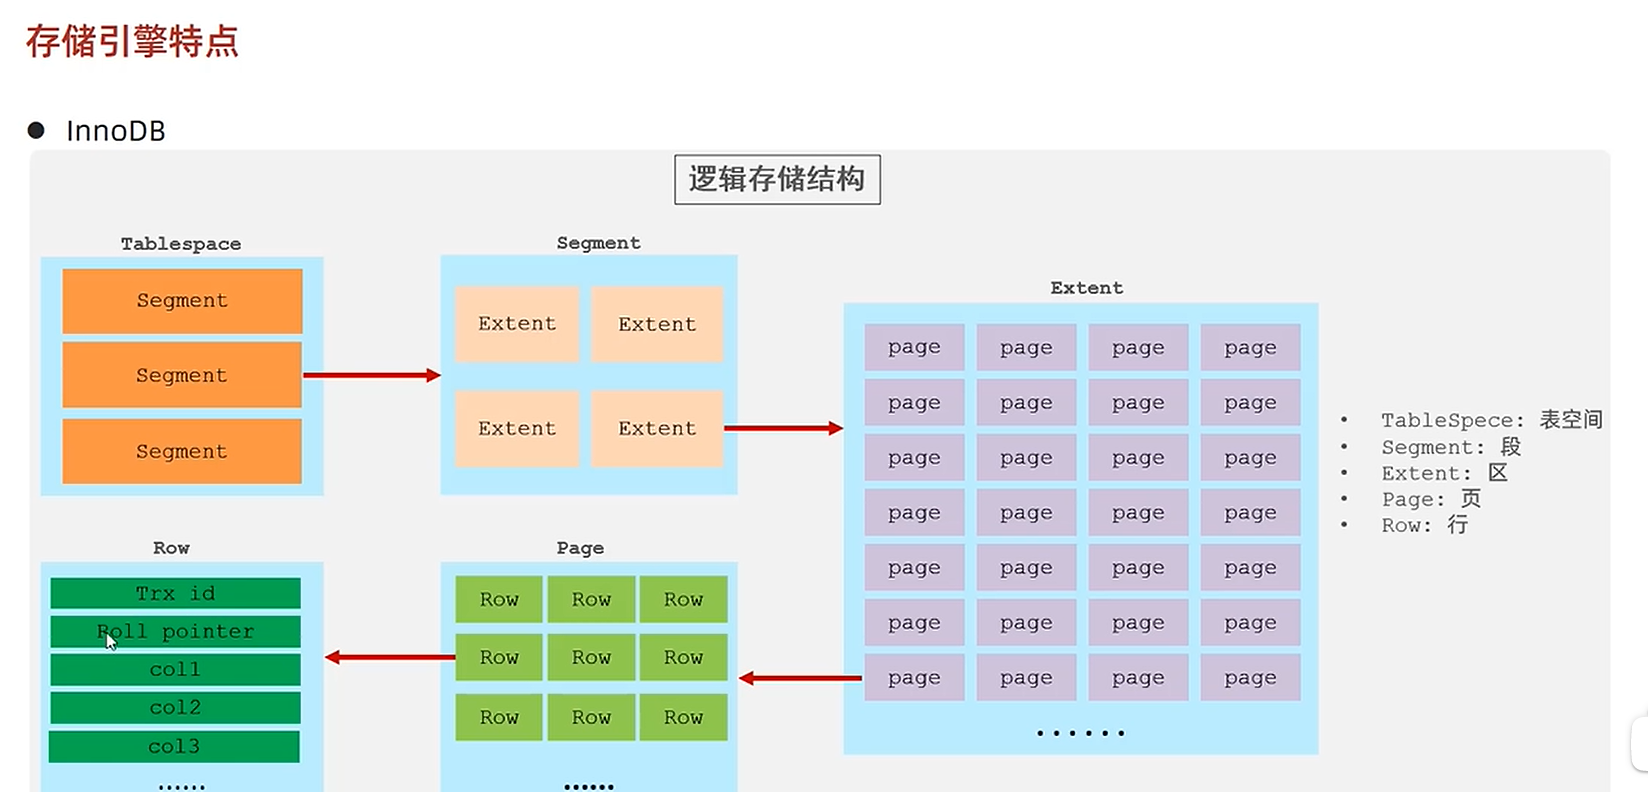 存储引擎特点
● InnoDB
逻辑存储结构
Tablespace
Segment
Segment
Segment
Segment
Extent Extent
Extent Extent
Extent
page page page page
page page page page
page page page page
page page page page
page page page page
page page page page
page page page page
......
• TableSpece: 表空间
• Segment: 段
• Extent: 区
• Page: 页
• Row: 行
Row
Trx id
Roll pointer
col1
col2
col3
......
Page
Row Row Row
Row Row Row
Row Row Row
......